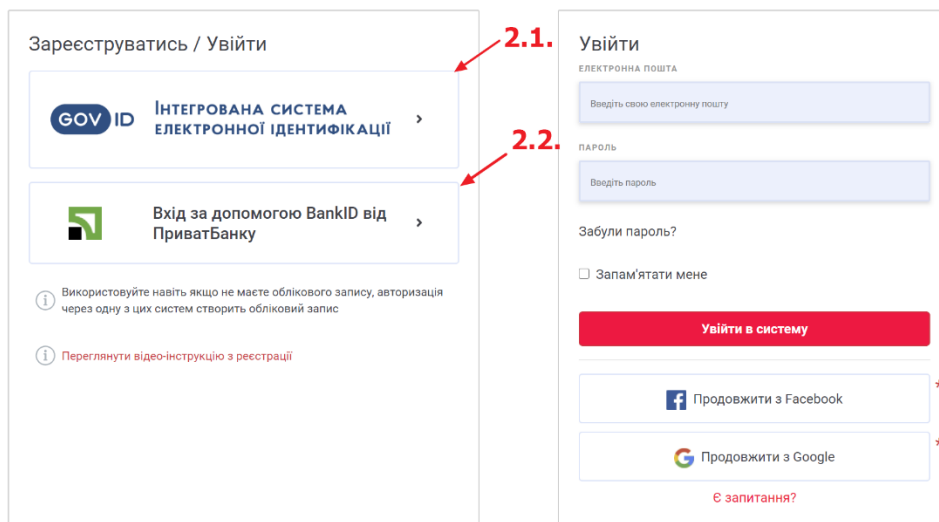 Зареєструватись / Увійти
2.1.
GOV ID
ІНТЕГРОВАНА СИСТЕМА
ЕЛЕКТРОННОЇ ІДЕНТИФІКАЦІЇ
2.2.
Вхід за допомогою BankID від
ПриватБанку
Використовуйте навіть якщо не маєте облікового запису, авторизація
через одну з цих систем створить обліковий запис
Переглянути відео-інструкцію з реєстрації
Увійти
ЕЛЕКТРОННА ПОШТА
Введіть свою електронну пошту
ПАРОЛЬ
Введіть пароль
Забули пароль?
Запам'ятати мене
Увійти в систему
Продовжити з Facebook
*
Продовжити з Google
*
Є запитання?